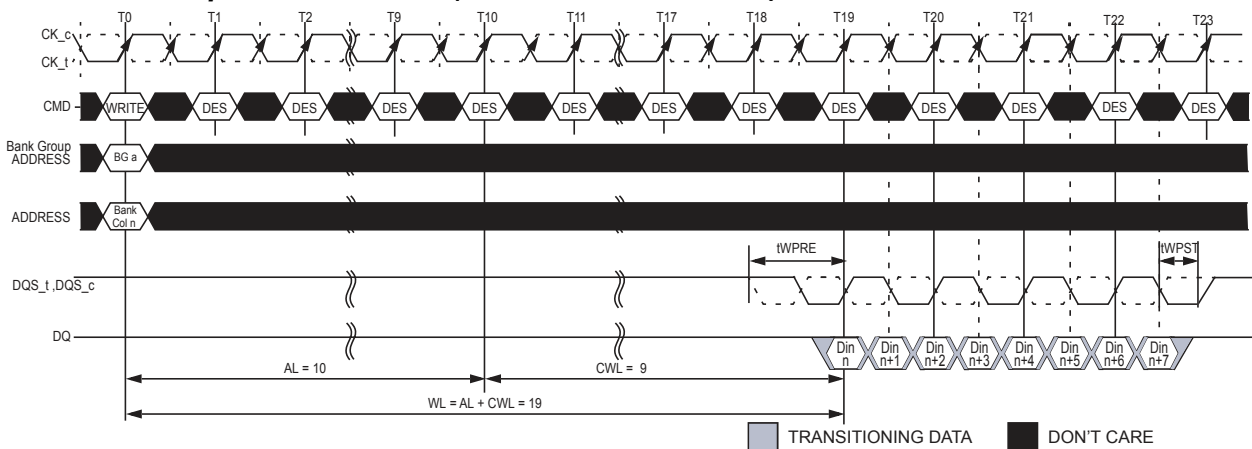 T0 T1 T2 T9 T10 T11 T17 T18 T19 T20 T21 T22 T23
CK_c
CK_t
CMD WRITE DES DES DES DES DES DES DES DES DES DES DES DES
Bank Group
ADDRESS
BG a
ADDRESS
Bank
Col n
tWPRE tWPST
DQS_t ,DQS_c
DQ
Din n Din n+1 Din n+2 Din n+3 Din n+4 Din n+5 Din n+6 Din n+7
AL = 10 CWL = 9
WL = AL + CWL = 19
TRANSITIONING DATA DON'T CARE